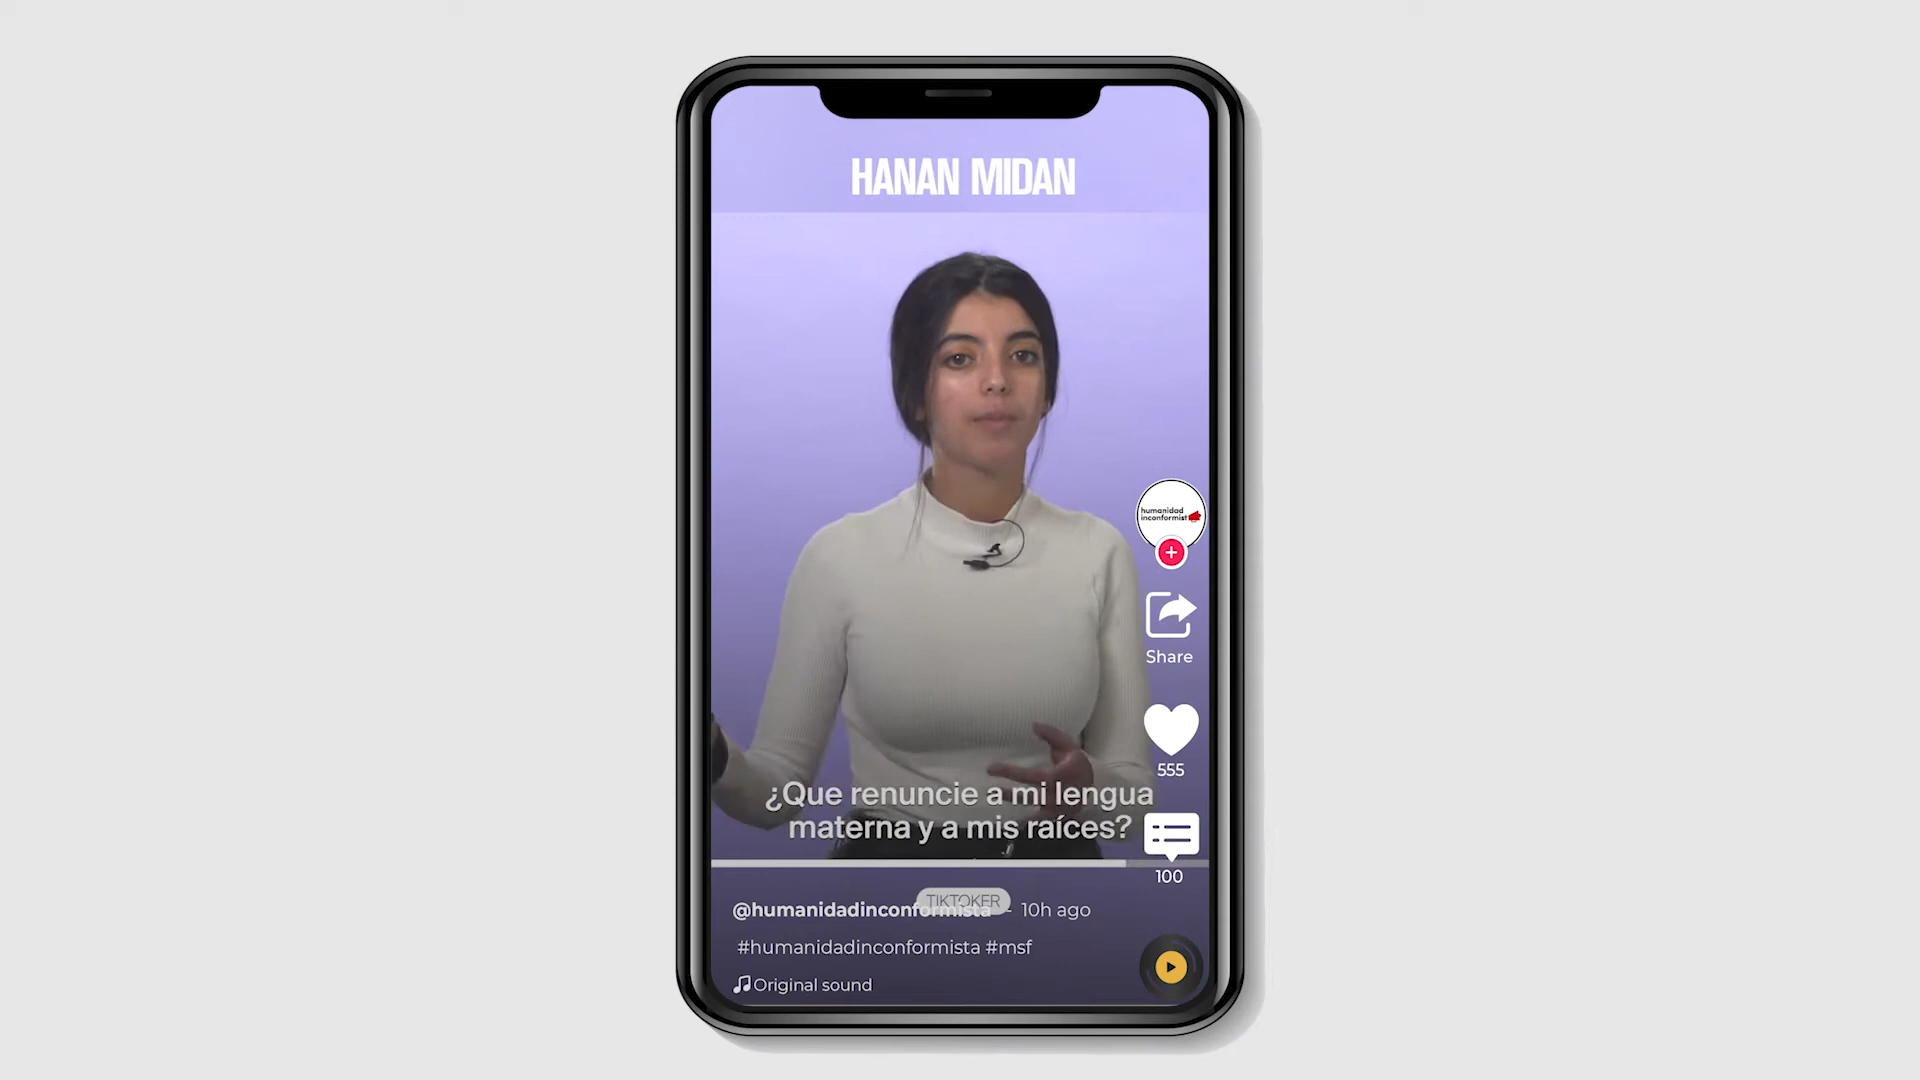 HANAN MIDAN
humanidad
inconformist
Share
555
¿Que renuncie a mi lengua
materna y a mis raíces?
100
TIKTOKER
@humanidadinconformista - 10h ago
#humanidadinconformista #msf
Original sound